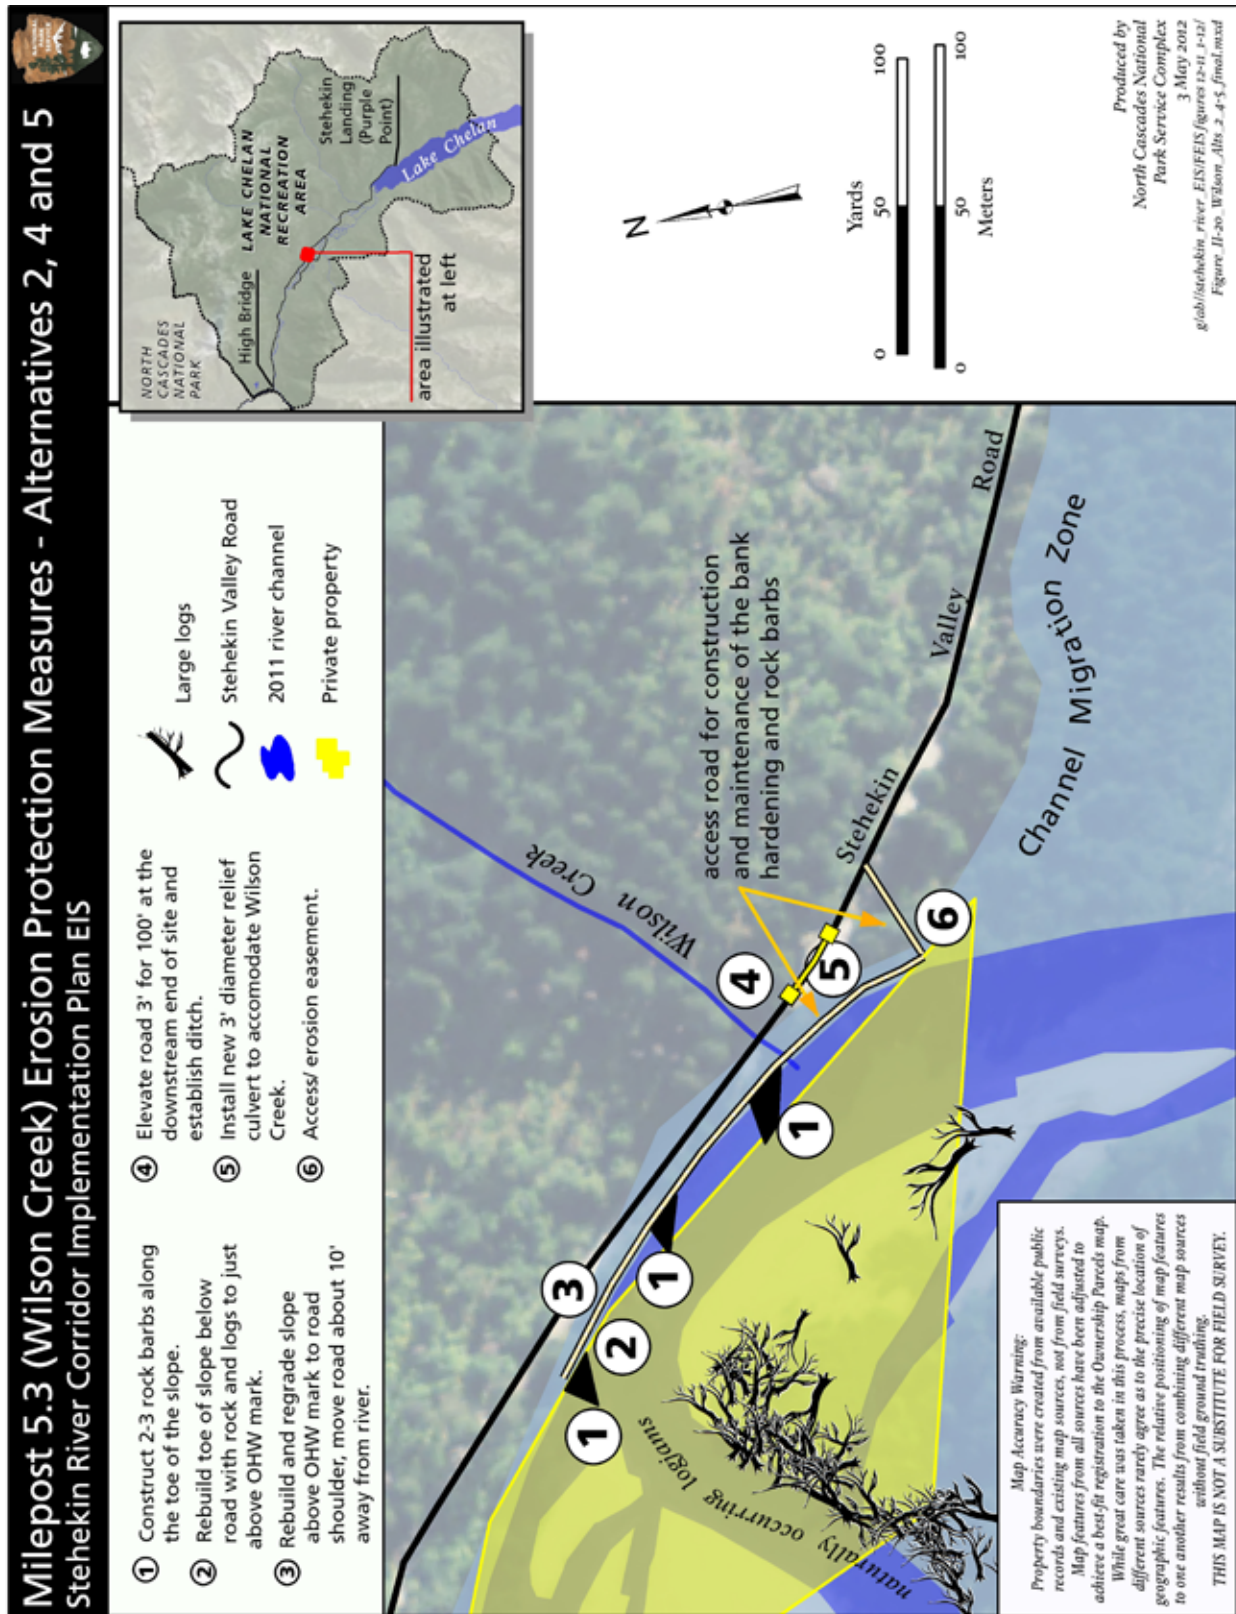 Milepost 5.3 (Wilson Creek) Erosion Protection Measures - Alternatives 2, 4 and 5
Stehekin River Corridor Implementation Plan EIS
NATIONAL
PARK
SERVICE
① Construct 2-3 rock barbs along
the toe of the slope.
② Rebuild toe of slope below
road with rock and logs to just
above OHW mark.
③ Rebuild and regrade slope
above OHW mark to road
shoulder, move road about 10'
away from river.
④ Elevate road 3' for 100' at the
downstream end of site and
establish ditch.
⑤ Install new 3' diameter relief
culvert to accomodate Wilson
Creek.
⑥ Access/ erosion easement.
Large logs
Stehekin Valley Road
2011 river channel
Private property
NORTH
CASCADES
NATIONAL
PARK
High Bridge
LAKE CHELAN
NATIONAL
RECREATION
AREA
Stehekin
Landing
(Purple
Point)
Lake Chelan
area illustrated
at left
Wilson Creek
access road for construction
and maintenance of the bank
hardening and rock barbs
Stehekin Valley Road
Channel Migration Zone
naturally occurring logjams
1
2
3
1
1
4
5
6
N
Yards
0 50 100
0 50 100
Meters
Map Accuracy Warning:
Property boundaries were created from available public
records and existing map sources, not from field surveys.
Map features from all sources have been adjusted to
achieve a best-fit registration to the Ownership Parcels map.
While great care was taken in this process, maps from
different sources rarely agree as to the precise location of
geographic features. The relative positioning of map features
to one another results from combining different map sources
without field ground truthing.
THIS MAP IS NOT A SUBSTITUTE FOR FIELD SURVEY.
Produced by
North Cascades National
Park Service Complex
3 May 2012
Figure_II-20_Wilson_Alts_2_4-5_final.mxd